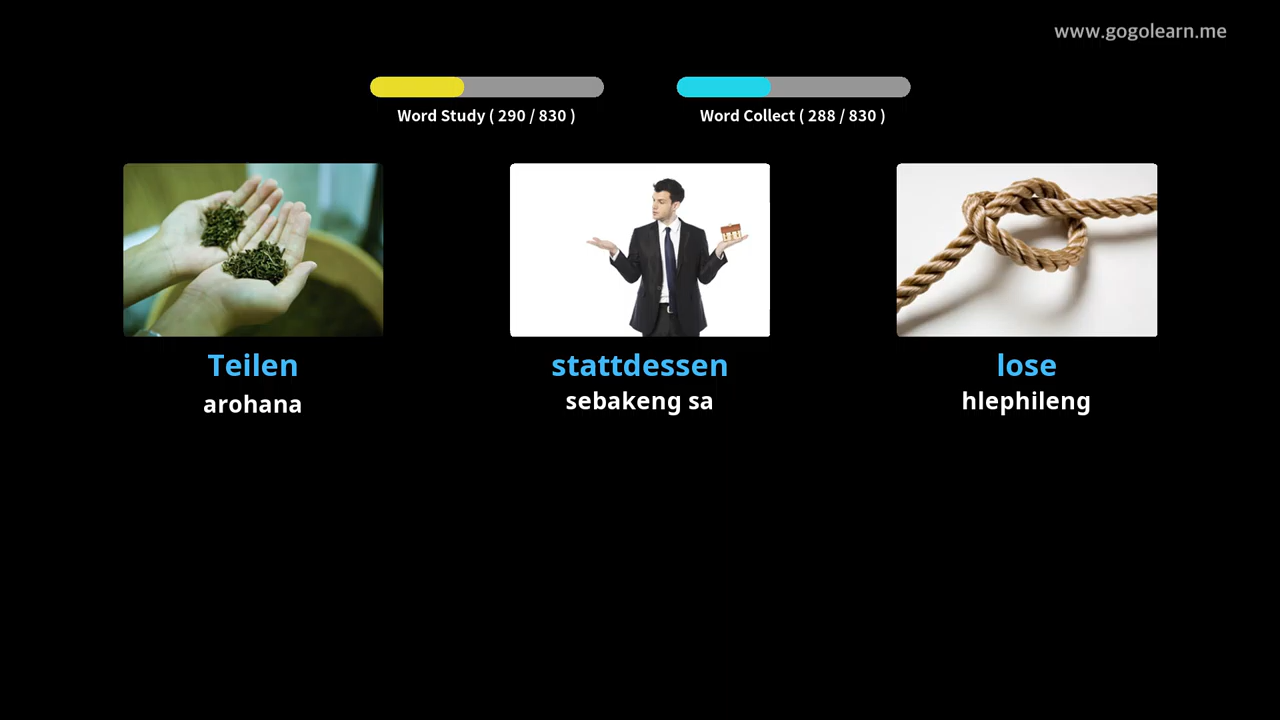 www.gogolearn.me
Word Study ( 290 / 830 )
Word Collect ( 288 / 830 )
Teilen
arohana
stattdessen
sebakeng sa
lose
hlephileng